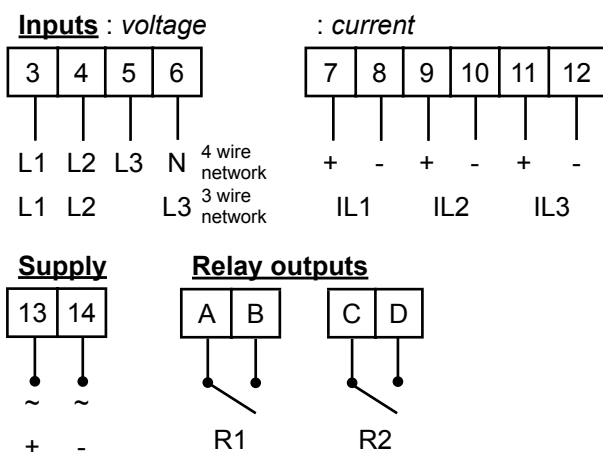 Inputs : voltage : current
3 4 5 6 7 8 9 10 11 12
L1 L2 L3 N 4 wire network + - + - + -
L1 L2 L3 3 wire network IL1 IL2 IL3
Supply Relay outputs
13 14 A B C D
~ ~
+ - R1 R2